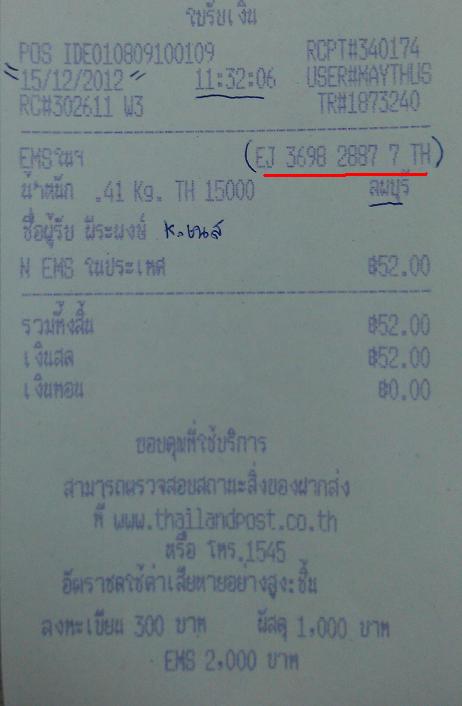 ใบรับเงิน
POS IDE010809100109 RCPT#340174
15/12/2012 11:32:06 USER#MAYTHUS
RC#302611 W3 TR#1873240
EMSในฯ (EJ 3698 2887 7 TH)
น้ำหนัก .41 Kg. TH 15000 ลพบุรี
ชื่อผู้รับ พีระพงษ์
N EMS ในประเทศ ฿52.00
รวมทั้งสิ้น ฿52.00
เงินสด ฿52.00
เงินทอน ฿0.00
ขอบคุณที่ใช้บริการ
สามารถตรวจสอบสถานะสิ่งของฝากส่ง
ที่ www.thailandpost.co.th
หรือ โทร.1545
อัตราชดใช้ค่าเสียหายอย่างสูง:ชิ้น
ลงทะเบียน 300 บาท พัสดุ 1,000 บาท
EMS 2,000 บาท